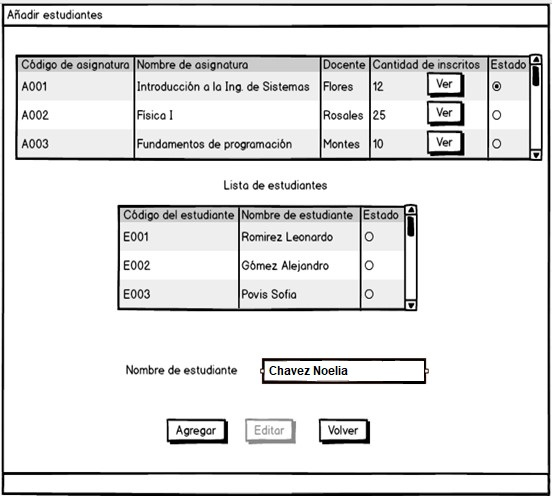 Añadir estudiantes
Código de asignatura Nombre de asignatura Docente Cantidad de inscritos Estado
A001 Introducción a la Ing. de Sistemas Flores 12 Ver
A002 Física I Rosales 25 Ver
A003 Fundamentos de programación Montes 10 Ver
Lista de estudiantes
Código del estudiante Nombre de estudiante Estado
E001 Romirez Leonardo
E002 Gómez Alejandro
E003 Povis Sofia
Nombre de estudiante Chavez Noelia
Agregar Editar Volver